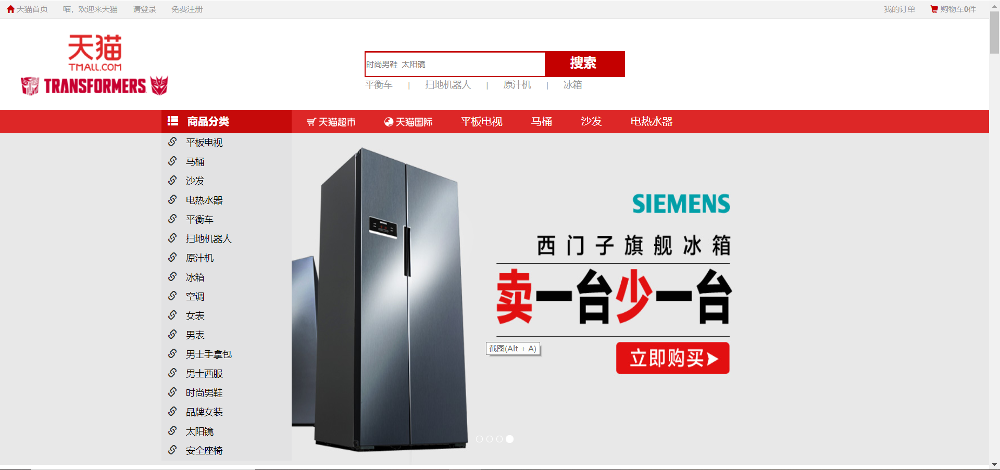 天猫首页 喵，欢迎来天猫 请登录 免费注册 我的订单 购物车0件
天猫
TMALL.COM
TRANSFORMERS
时尚男鞋 太阳镜 搜索
平衡车 | 扫地机器人 | 原汁机 | 冰箱
商品分类 天猫超市 天猫国际 平板电视 马桶 沙发 电热水器
平板电视
马桶
沙发
电热水器
平衡车
扫地机器人
原汁机
冰箱
空调
女表
男表
男士手拿包
男士西服
时尚男鞋
品牌女装
太阳镜
安全座椅
SIEMENS
西门子旗舰冰箱
卖一台少一台
截图(Alt + A)
立即购买